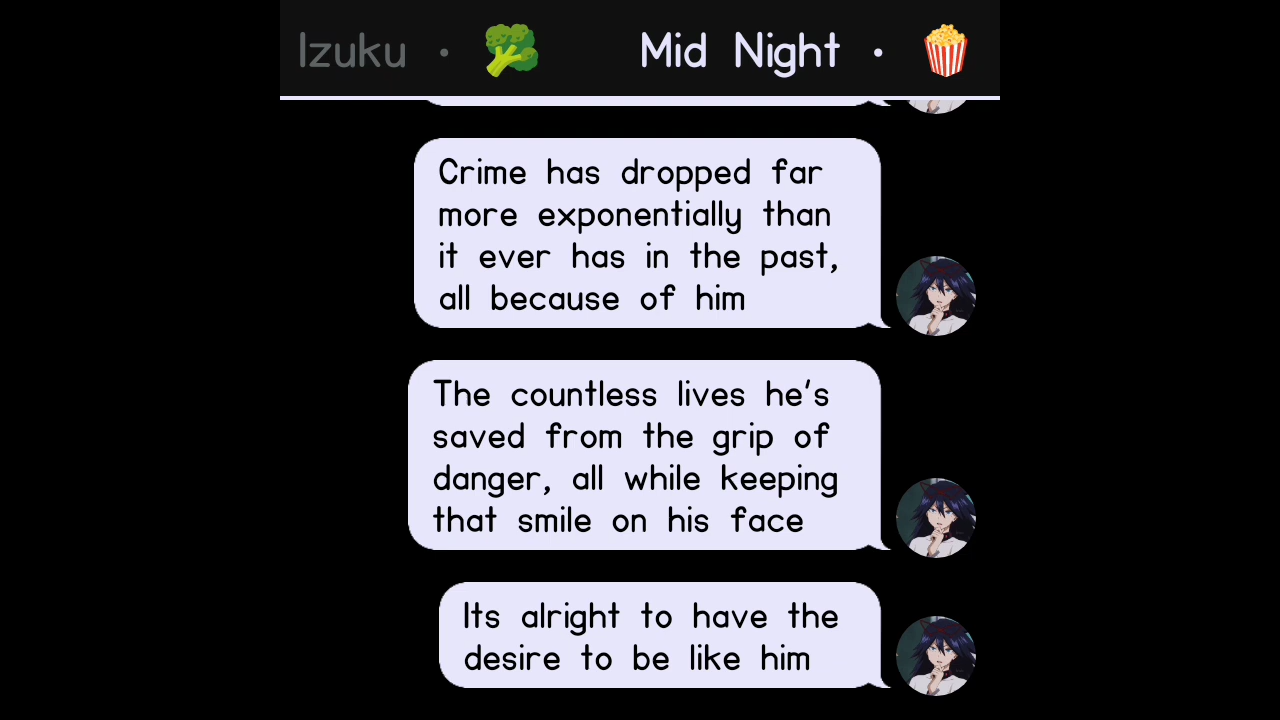 Izuku • 🥦 Mid Night • 🍿
Crime has dropped far
more exponentially than
it ever has in the past,
all because of him
The countless lives he's
saved from the grip of
danger, all while keeping
that smile on his face
Its alright to have the
desire to be like him